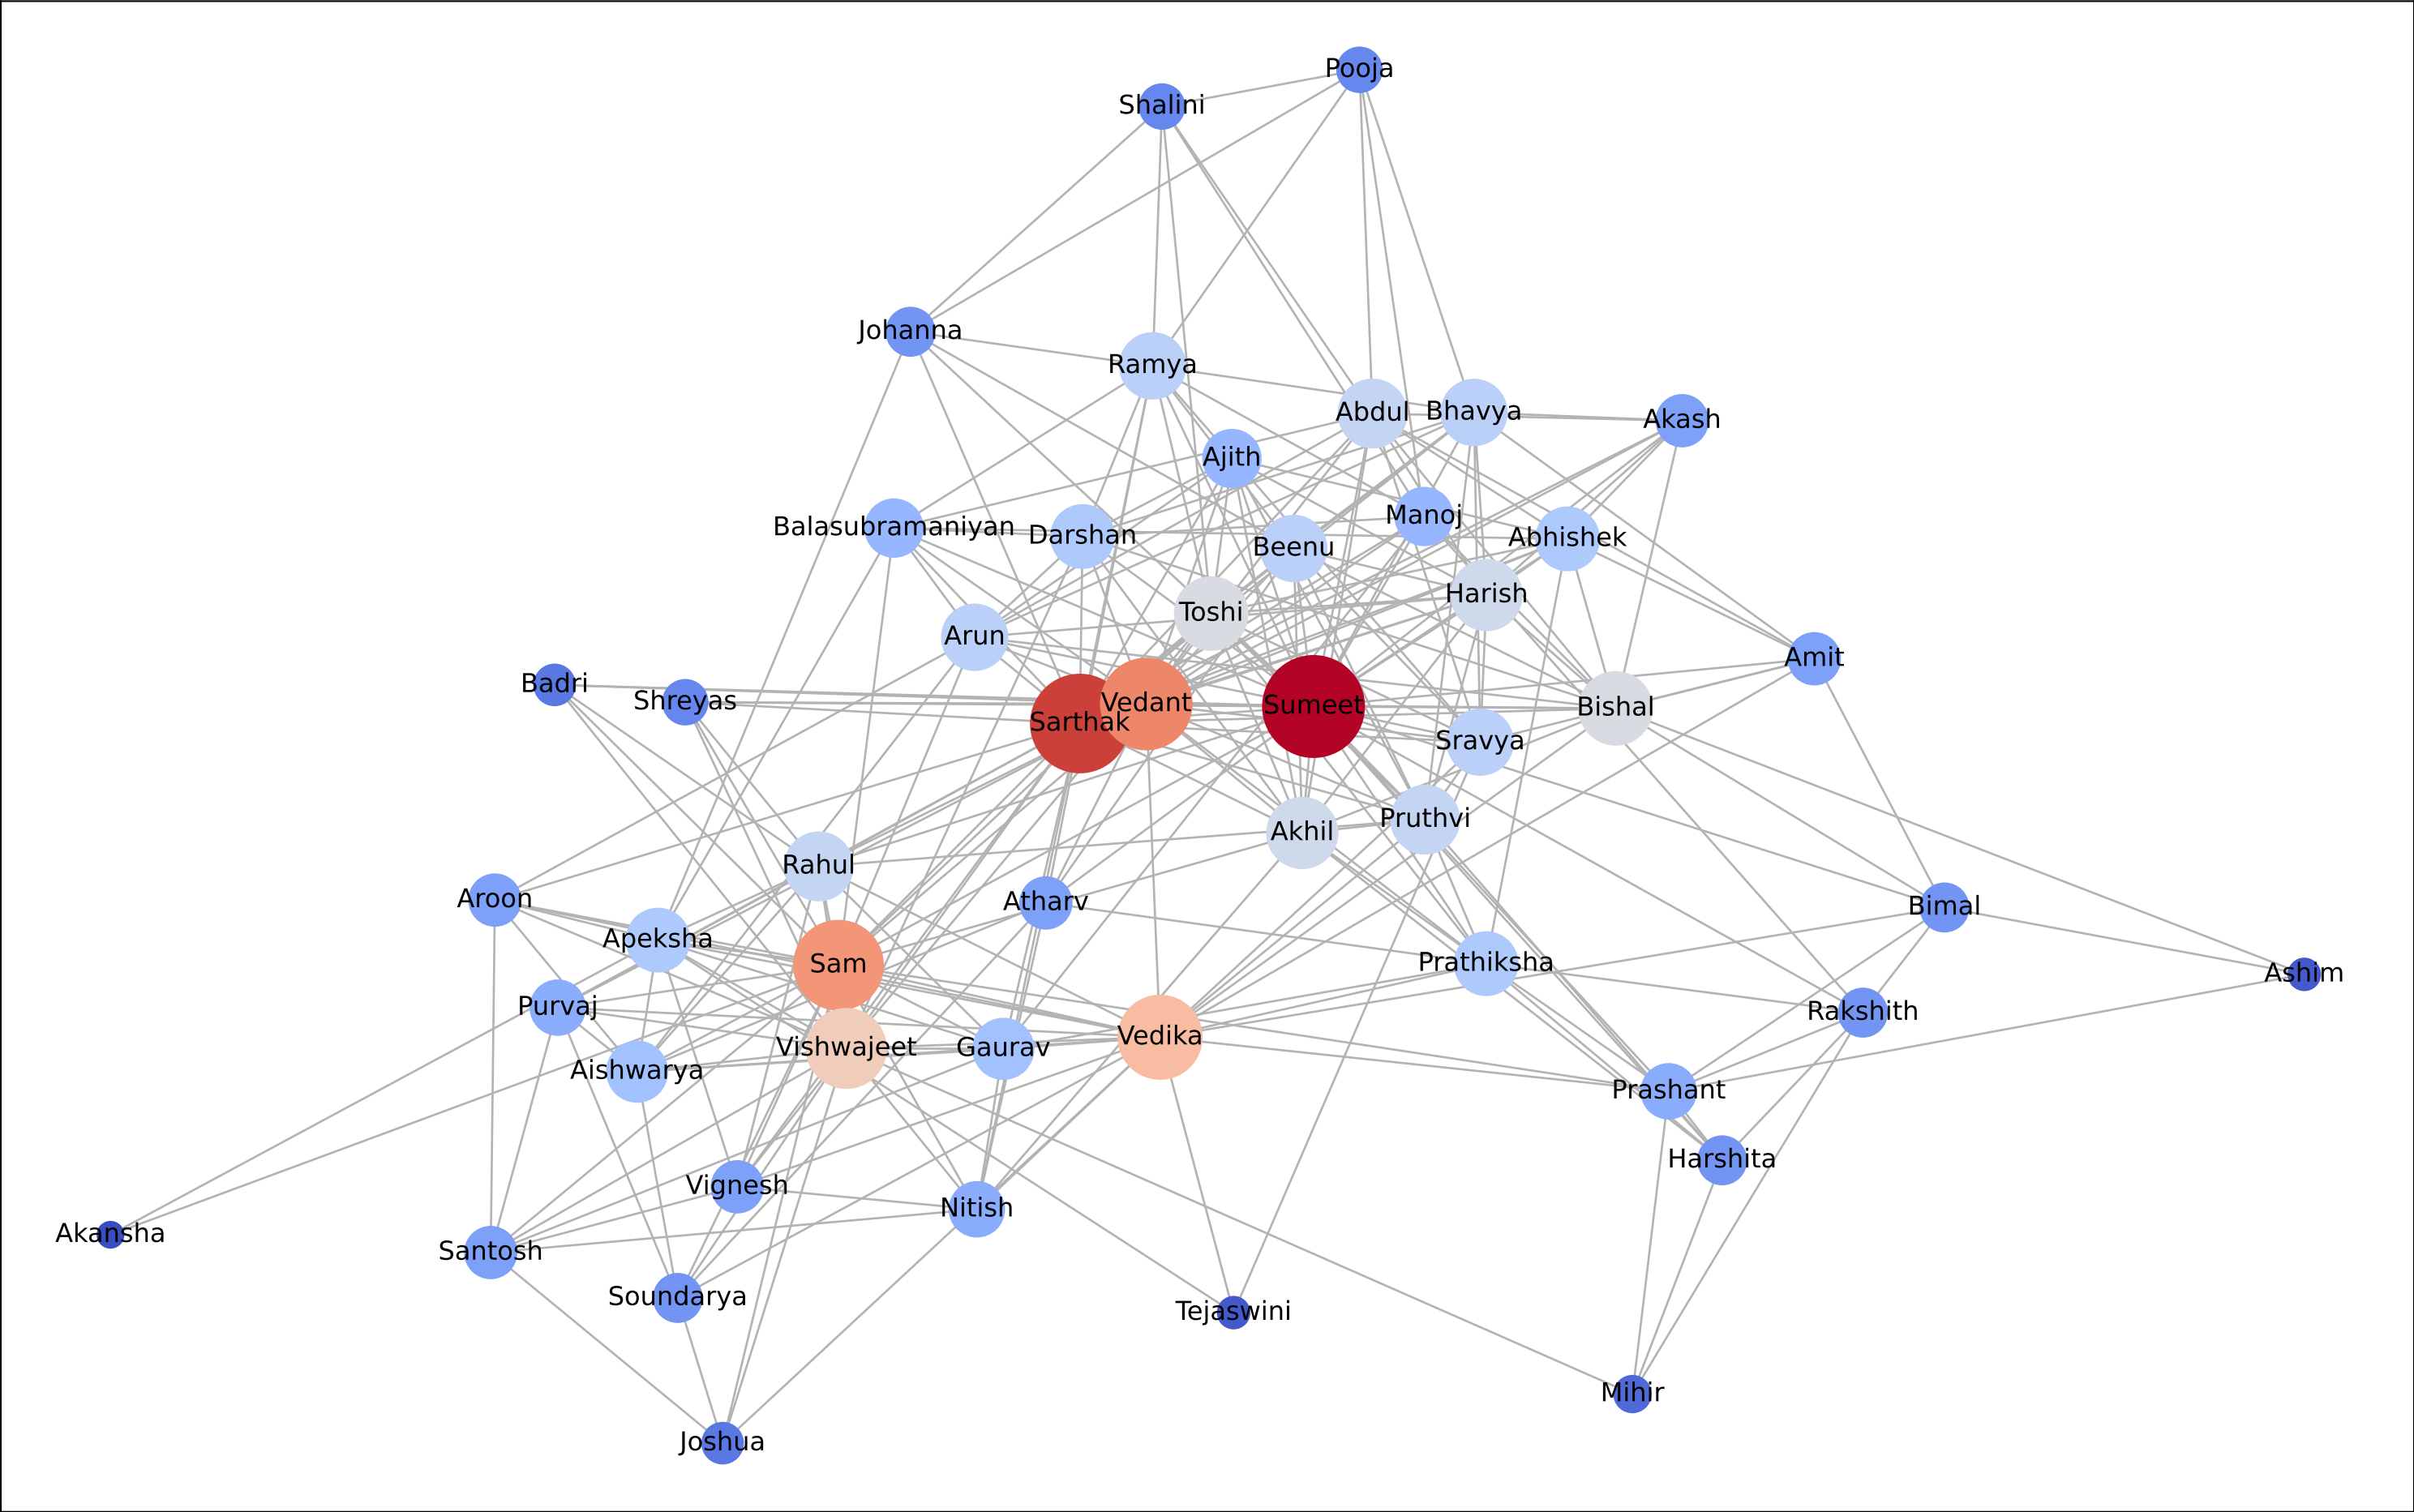 Pooja
Shalini
Johanna
Ramya
Abdul
Bhavya
Akash
Ajith
Manoj
Balasubramaniyan
Darshan
Beenu
Abhishek
Harish
Toshi
Arun
Amit
Badri
Shreyas
Vedant
Sumeet
Bishal
Sarthak
Sravya
Pruthvi
Akhil
Rahul
Aroon
Atharv
Bimal
Apeksha
Sam
Prathiksha
Ashim
Purvaj
Rakshith
Vedika
Vishwajeet
Gaurav
Aishwarya
Prashant
Harshita
Vignesh
Nitish
Akansha
Santosh
Soundarya
Tejaswini
Mihir
Joshua